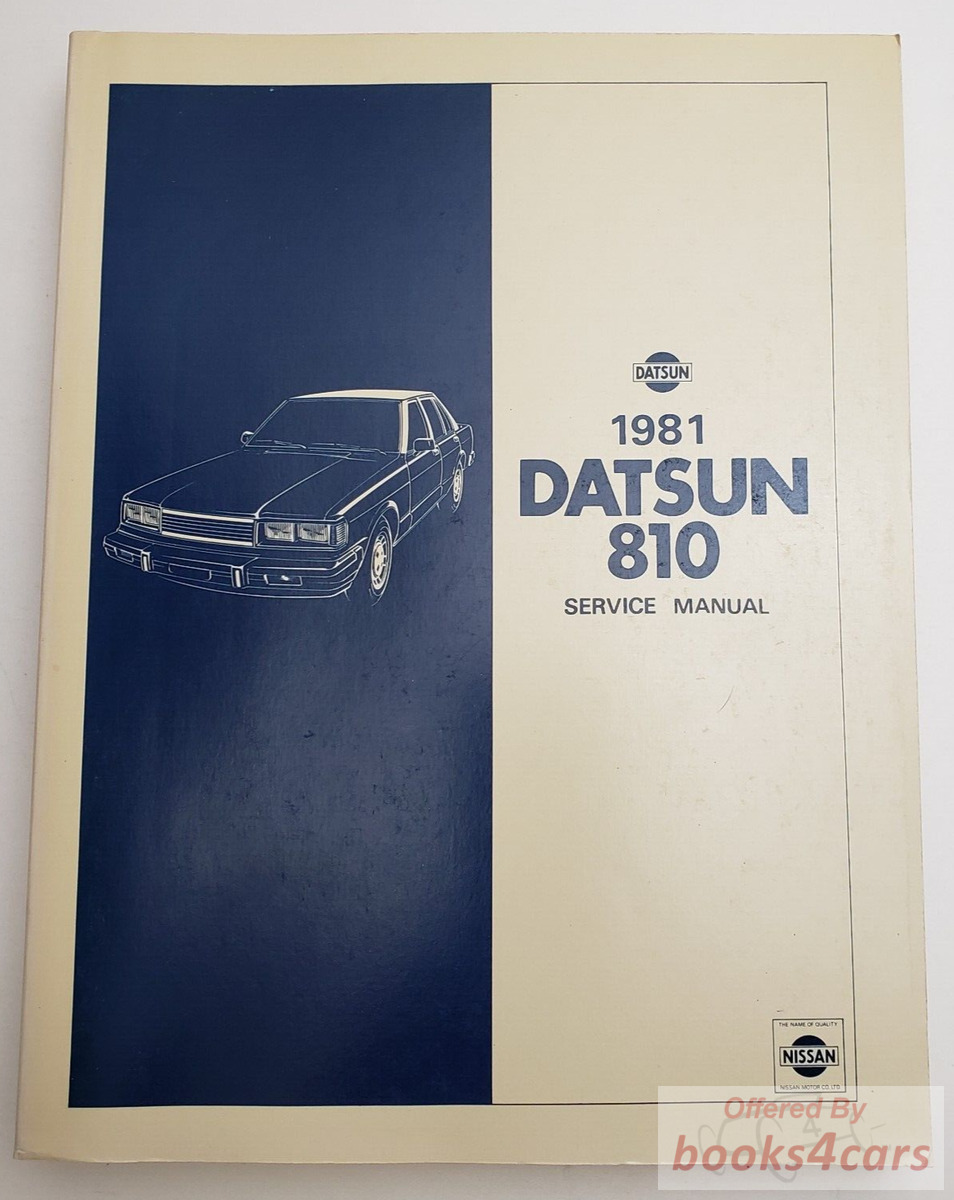 DATSUN
1981
DATSUN
810
SERVICE MANUAL
THE NAME OF QUALITY
NISSAN
NISSAN MOTOR CO., LTD.
Offered By
books4cars